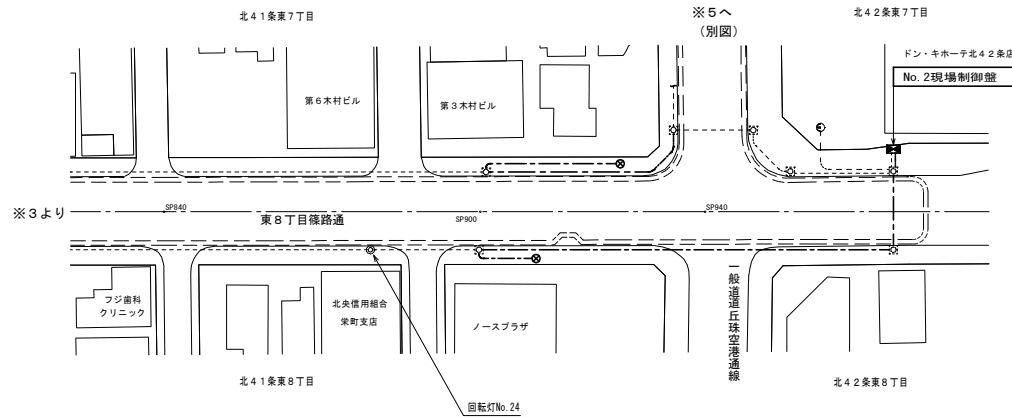 北４１条東７丁目
※５へ
（別図）
北４２条東７丁目
ドン・キホーテ北４２条店
No.2現場制御盤
第６木村ビル
第３木村ビル
※３より
SP840
東８丁目篠路通
SP900
SP940
フジ歯科
クリニック
北央信用組合
栄町支店
ノースプラザ
一般道道丘珠空港通線
北４１条東８丁目
北４２条東８丁目
回転灯No.24